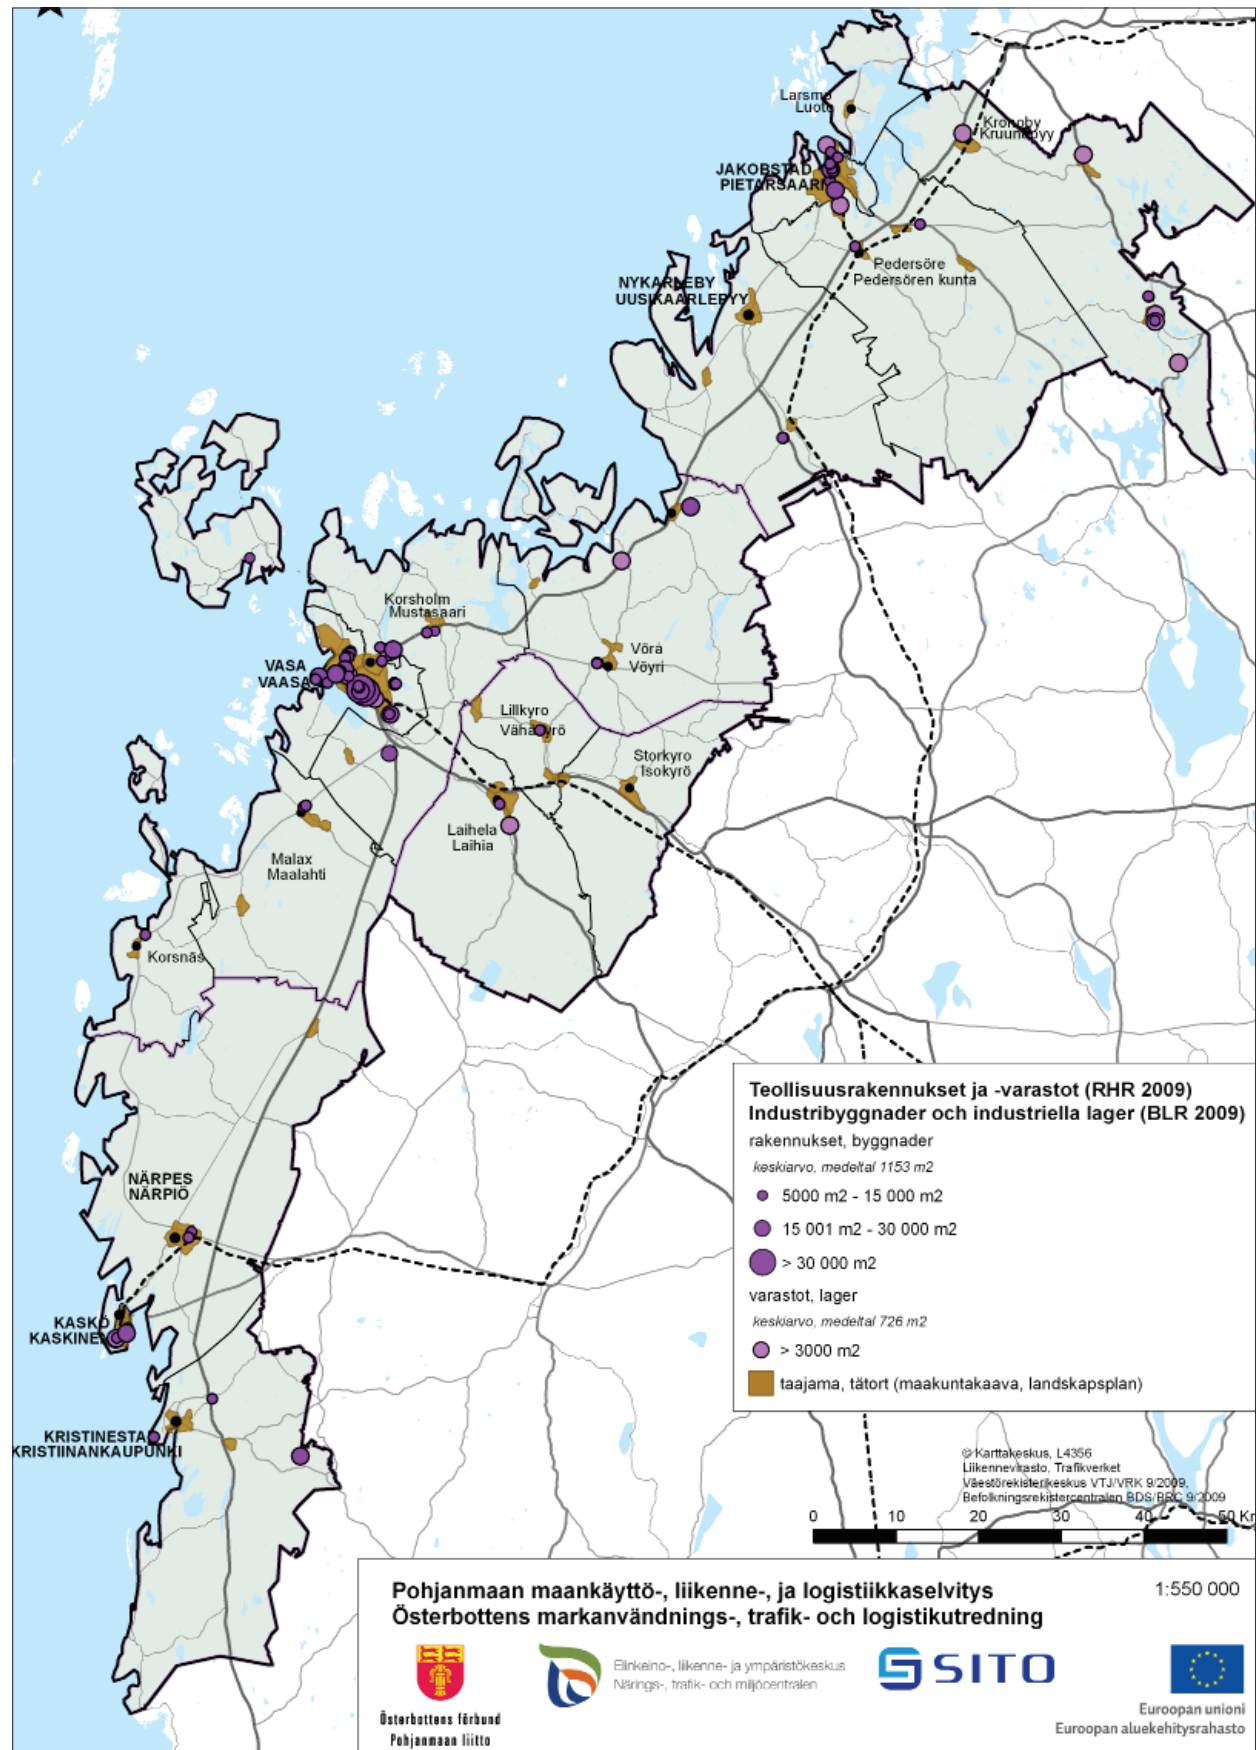 Larsmo
Luoto
Kronoby
Kruunupyy
JAKOBSTAD
PIETARSAARI
Pedersöre
Pedersören kunta
NYKARLEBY
UUSIKAARLEPYY
Korsholm
Mustasaari
Vörå
Vöyri
VASA
VAASA
Lillkyro
Vähäkyrö
Storkyro
Isokyrö
Laihela
Laihia
Malax
Maalahti
Korsnäs
NÄRPES
NÄRPIÖ
KASKÖ
KASKINEN
KRISTINESTAD
KRISTIINANKAUPUNKI
Teollisuusrakennukset ja -varastot (RHR 2009)
Industribyggnader och industriella lager (BLR 2009)
rakennukset, byggnader
keskiarvo, medeltal 1153 m2
5000 m2 - 15 000 m2
15 001 m2 - 30 000 m2
> 30 000 m2
varastot, lager
keskiarvo, medeltal 726 m2
> 3000 m2
taajama, tätort (maakuntakaava, landskapsplan)
© Karttakeskus, L4356
Liikennevirasto, Trafikverket
Väestörekisterikeskus VTJ/VRK 9/2009,
Befolkningsregistercentralen BDS/BRC 9/2009
0 10 20 30 40 50 Km
Pohjanmaan maankäyttö-, liikenne-, ja logistiikkaselvitys
Österbottens markanvändnings-, trafik- och logistikutredning
1:550 000
Österbottens förbund
Pohjanmaan liitto
Elinkeino-, liikenne- ja ympäristökeskus
Närings-, trafik- och miljöcentralen
SITO
Euroopan unioni
Euroopan aluekehitysrahasto